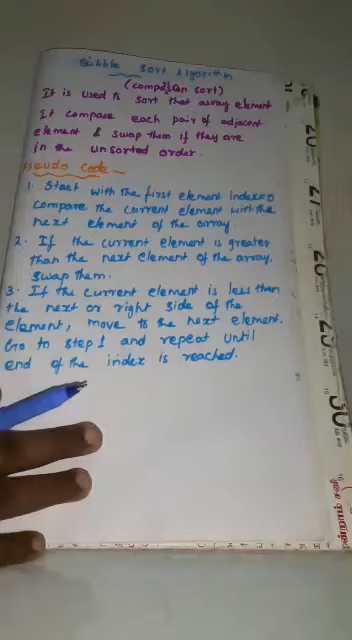 Bubble Sort Algorithm
(comparison sort)
It is used to sort that array element
It compare each pair of adjacent
element & swap them if they are
in the unsorted order.
Pseudo Code -
1. Start with the first element index=0
compare the current element with the
next element of the array.
2. If the current element is greater
than the next element of the array,
swap them.
3. If the current element is less than
the next or right side of the
element, move to the next element.
Go to step 1 and repeat until
end of the index is reached.
26
27
29
30